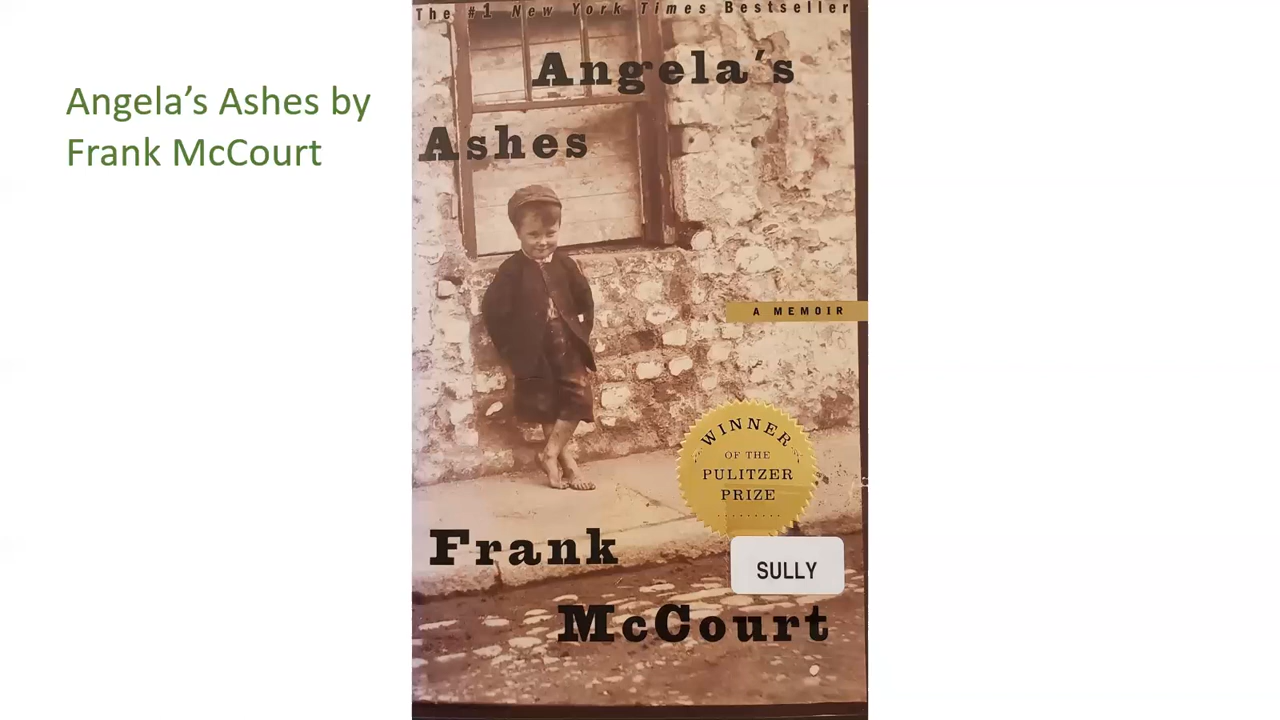 Angela’s Ashes by
Frank McCourt
The #1 New York Times Bestseller
Angela's
Ashes
A MEMOIR
WINNER
OF THE
PULITZER
PRIZE
Frank
SULLY
McCourt